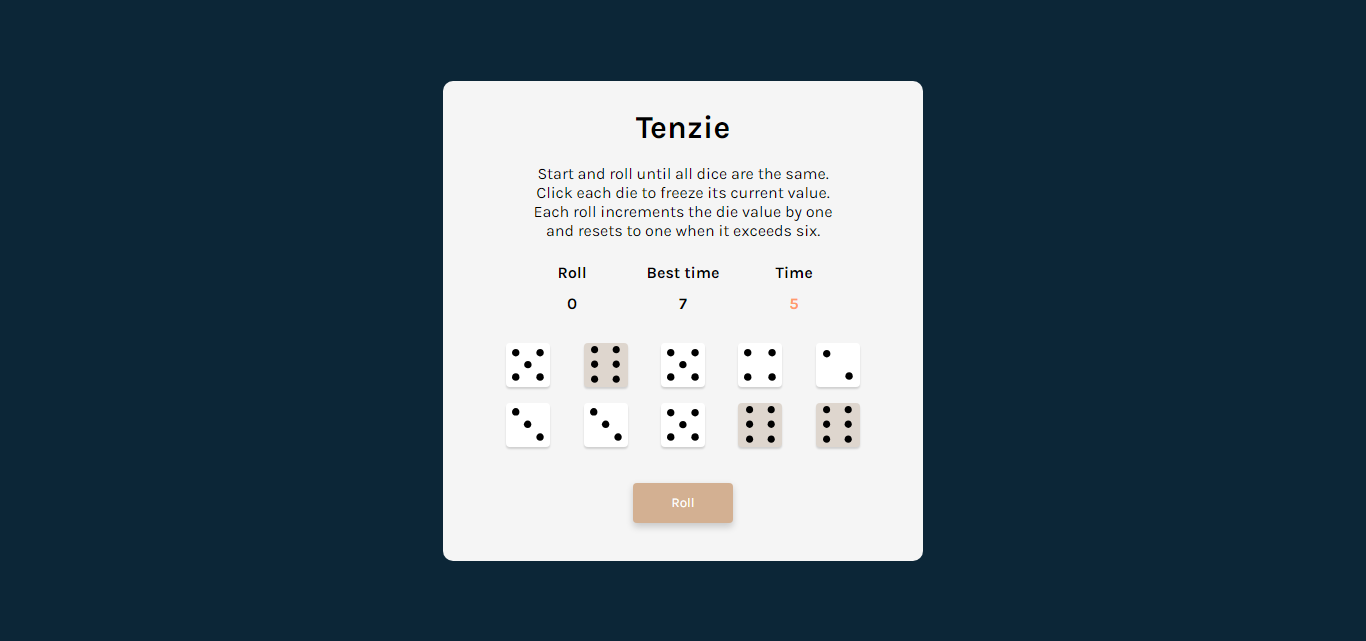 Tenzie
Start and roll until all dice are the same.
Click each die to freeze its current value.
Each roll increments the die value by one
and resets to one when it exceeds six.
Roll Best time Time
0 7 5
Roll